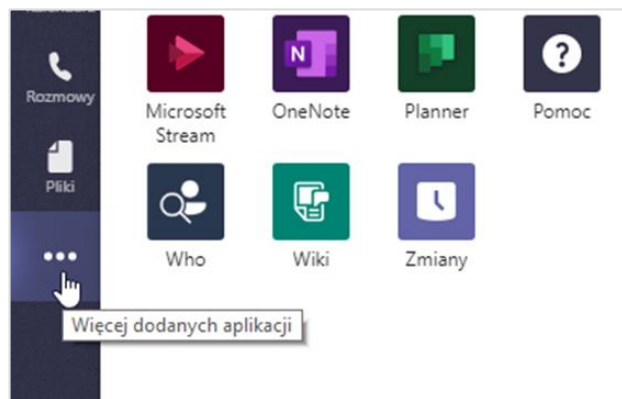 Rozmowy
Pliki
Microsoft
Stream
OneNote
Planner
Pomoc
Who
Wiki
Zmiany
Więcej dodanych aplikacji